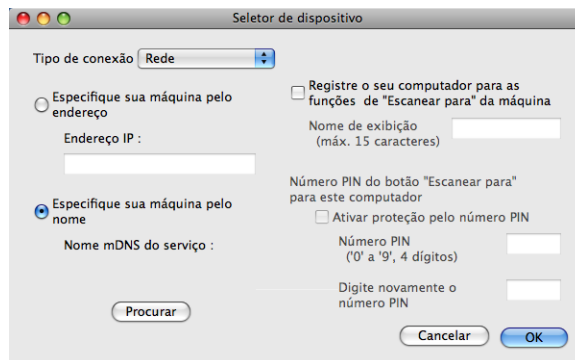 Seletor de dispositivo
Tipo de conexão Rede
Especifique sua máquina pelo
endereço
Endereço IP :
Especifique sua máquina pelo
nome
Nome mDNS do serviço :
Procurar
Registre o seu computador para as
funções de "Escanear para" da máquina
Nome de exibição
(máx. 15 caracteres)
Número PIN do botão "Escanear para"
para este computador
Ativar proteção pelo número PIN
Número PIN
('0' a '9', 4 dígitos)
Digite novamente o
número PIN
Cancelar
OK